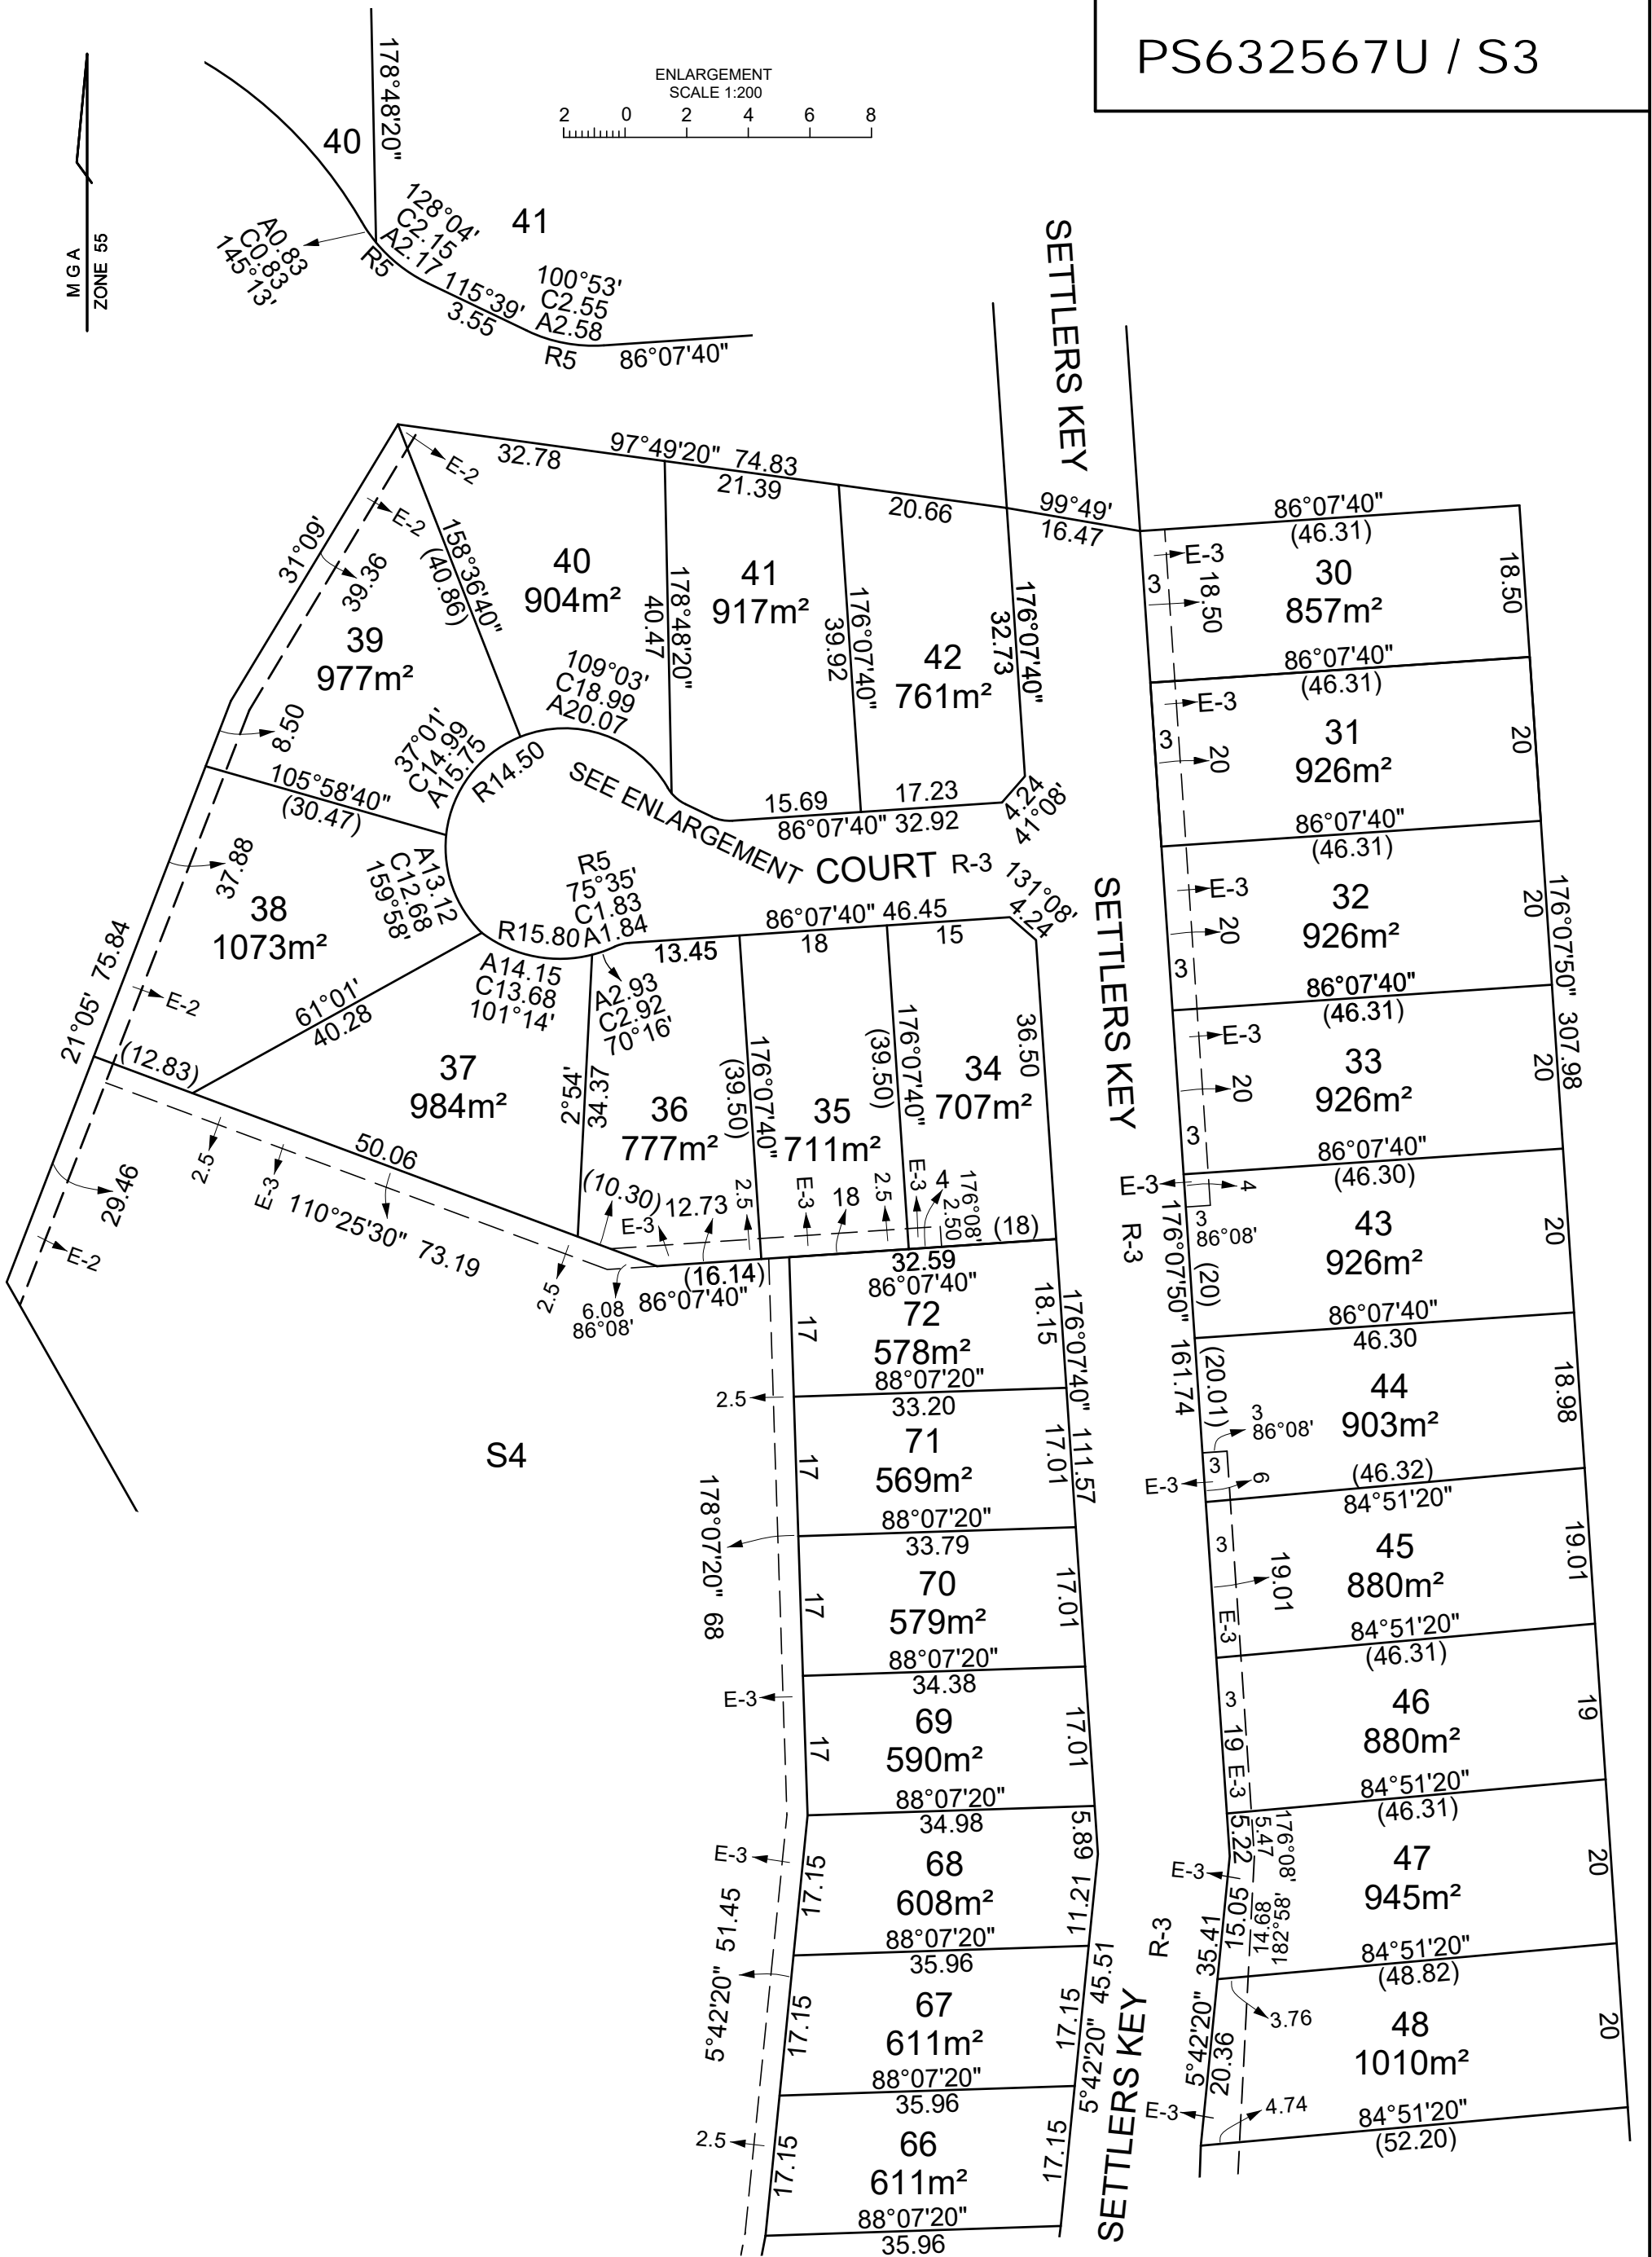 PS632567U / S3
M G A
ZONE 55
ENLARGEMENT
SCALE 1:200
2 0 2 4 6 8
178°48'20"
40
41
128°04'
C2.15
A2.17
R5
A0.83
C0.83
145°13'
115°39'
3.55
100°53'
C2.55
A2.58
R5
86°07'40"
SETTLERS KEY
97°49'20" 74.83
32.78
21.39
20.66
99°49'
16.47
E-2
E-2
31°09'
39.36
158°36'40"
(40.86)
39
977m²
40
904m²
178°48'20"
40.47
41
917m²
176°07'40"
39.92
42
761m²
176°07'40"
32.73
109°03'
C18.99
A20.07
37°01'
C14.99
A15.75
R14.50
8.50
105°58'40"
(30.47)
SEE ENLARGEMENT
15.69
17.23
86°07'40" 32.92
4.24
41°08'
COURT R-3
131°08'
4.24
37.88
38
1073m²
A13.12
C12.68
159°58'
R5
75°35'
C1.83
A1.84
R15.80
86°07'40" 46.45
13.45
18
15
A14.15
C13.68
101°14'
A2.93
C2.92
70°16'
21°05' 75.84
E-2
61°01'
40.28
(12.83)
37
984m²
2°54'
34.37
36
777m²
176°07'40"
(39.50)
35
711m²
176°07'40"
(39.50)
34
707m²
36.50
SETTLERS KEY
50.06
2.5
E-3
110°25'30" 73.19
29.46
E-2
2.5
(10.30)
E-3
12.73
2.5
E-3
18
2.5
E-3
4
176°08'
2.50
(18)
6.08
86°08'
(16.14)
86°07'40"
32.59
86°07'40"
86°07'40"
(46.31)
E-3
3
18.50
30
857m²
18.50
86°07'40"
(46.31)
E-3
3
20
31
926m²
20
86°07'40"
(46.31)
E-3
20
3
32
926m²
20
176°07'50" 307.98
86°07'40"
(46.31)
E-3
20
3
33
926m²
20
86°07'40"
(46.30)
E-3
4
3
86°08'
R-3
176°07'50" 161.74
(20)
43
926m²
20
86°07'40"
46.30
(20.01)
3
86°08'
44
903m²
18.98
3
E-3
6
(46.32)
84°51'20"
3
19.01
E-3
45
880m²
19.01
84°51'20"
(46.31)
3
19
E-3
46
880m²
19
84°51'20"
(46.31)
5.22
5.47
176°08'
E-3
15.05
14.68
182°58'
47
945m²
20
84°51'20"
(48.82)
5°42'20" 35.41
20.36
3.76
48
1010m²
20
E-3
4.74
84°51'20"
(52.20)
S4
17
72
578m²
18.15
176°07'40" 111.57
2.5
88°07'20"
33.20
17
71
569m²
17.01
88°07'20"
33.79
178°07'20" 68
17
70
579m²
17.01
88°07'20"
34.38
E-3
17
69
590m²
17.01
88°07'20"
34.98
5.89
E-3
17.15
68
608m²
11.21
88°07'20"
35.96
5°42'20" 51.45
17.15
67
611m²
17.15
5°42'20" 45.51
R-3
SETTLERS KEY
88°07'20"
35.96
2.5
17.15
66
611m²
17.15
88°07'20"
35.96